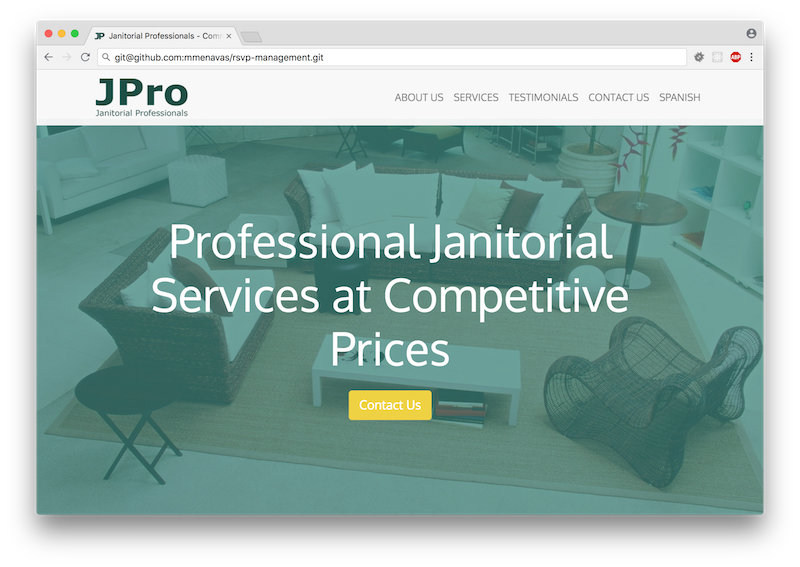 JP Janitorial Professionals - Com
git@github.com:mmenavas/rsvp-management.git
ABP
JPro
Janitorial Professionals
ABOUT US SERVICES TESTIMONIALS CONTACT US SPANISH
Professional Janitorial
Services at Competitive
Prices
Contact Us